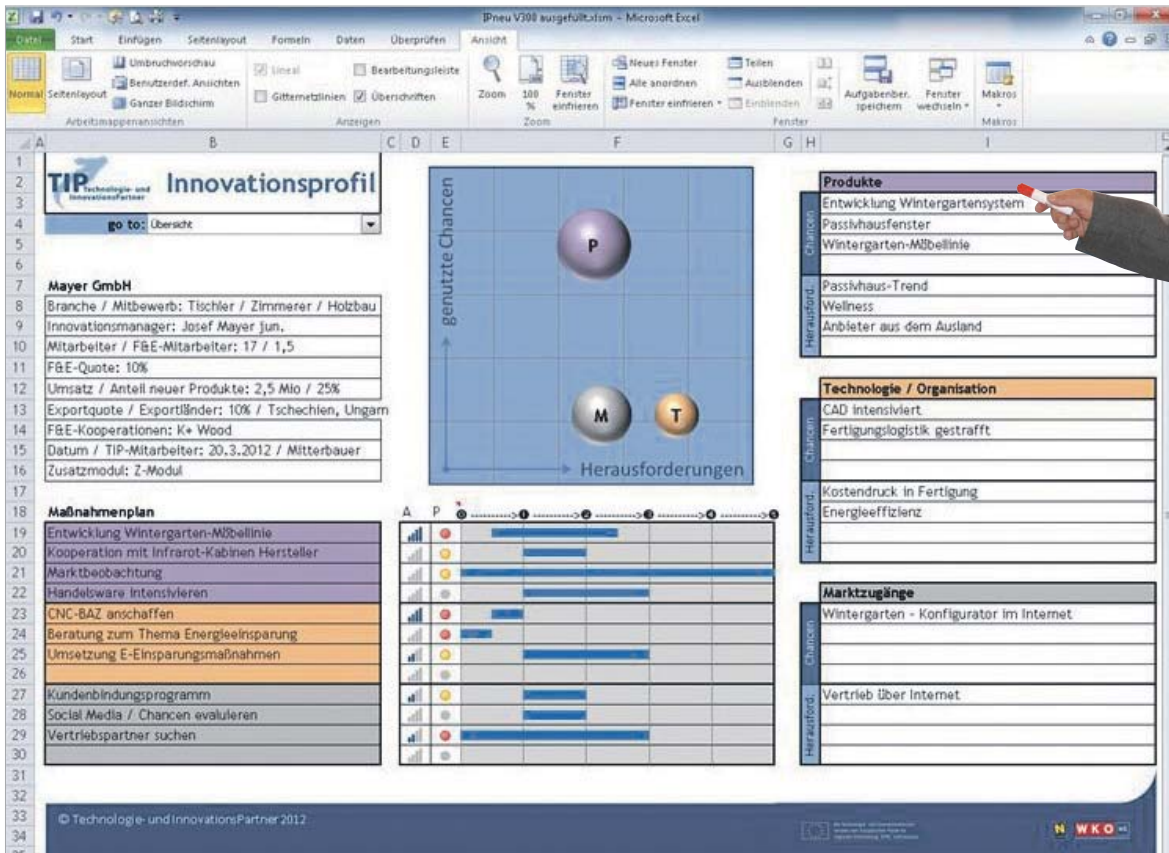 IPneu V308 ausgefüllt.xlsm - Microsoft Excel
Datei Start Einfügen Seitenlayout Formeln Daten Überprüfen Ansicht
Normal Seitenlayout
Umbruchvorschau
Benutzerdef. Ansichten
Ganzer Bildschirm
Arbeitsmappenansichten
Lineal Bearbeitungsleiste
Gitternetzlinien Überschriften
Anzeigen
Zoom 100 % Fenster einfrieren
Zoom
Neues Fenster
Alle anordnen
Fenster einfrieren
Teilen
Ausblenden
Einblenden
Fenster
Aufgabenber. speichern
Fenster wechseln
Makros
Makros
A B C D E F G H I
TIP Technologie- und InnovationsPartner
Innovationsprofil
go to: Übersicht
Mayer GmbH
Branche / Mitbewerb: Tischler / Zimmerer / Holzbau
Innovationsmanager: Josef Mayer jun.
Mitarbeiter / F&E-Mitarbeiter: 17 / 1,5
F&E-Quote: 10%
Umsatz / Anteil neuer Produkte: 2,5 Mio / 25%
Exportquote / Exportländer: 10% / Tschechien, Ungarn
F&E-Kooperationen: K+ Wood
Datum / TIP-Mitarbeiter: 20.3.2012 / Mitterbauer
Zusatzmodul: Z-Modul
genutzte Chancen
P
M
T
Herausforderungen
Produkte
Chancen
Entwicklung Wintergartensystem
Passivhausfenster
Wintergarten-Möbellinie
Herausford.
Passivhaus-Trend
Wellness
Anbieter aus dem Ausland
Technologie / Organisation
Chancen
CAD intensiviert
Fertigungslogistik gestrafft
Herausford.
Kostendruck in Fertigung
Energieeffizienz
Marktzugänge
Chancen
Wintergarten - Konfigurator im Internet
Herausford.
Vertrieb über Internet
Maßnahmenplan
A P 0 1 2 3 4 5
Entwicklung Wintergarten-Möbellinie
Kooperation mit Infrarot-Kabinen Hersteller
Marktbeobachtung
Handelsware intensivieren
CNC-BAZ anschaffen
Beratung zum Thema Energieeinsparung
Umsetzung E-Einsparungsmaßnahmen
Kundenbindungsprogramm
Social Media / Chancen evaluieren
Vertriebspartner suchen
© Technologie- und InnovationsPartner 2012
N WKO